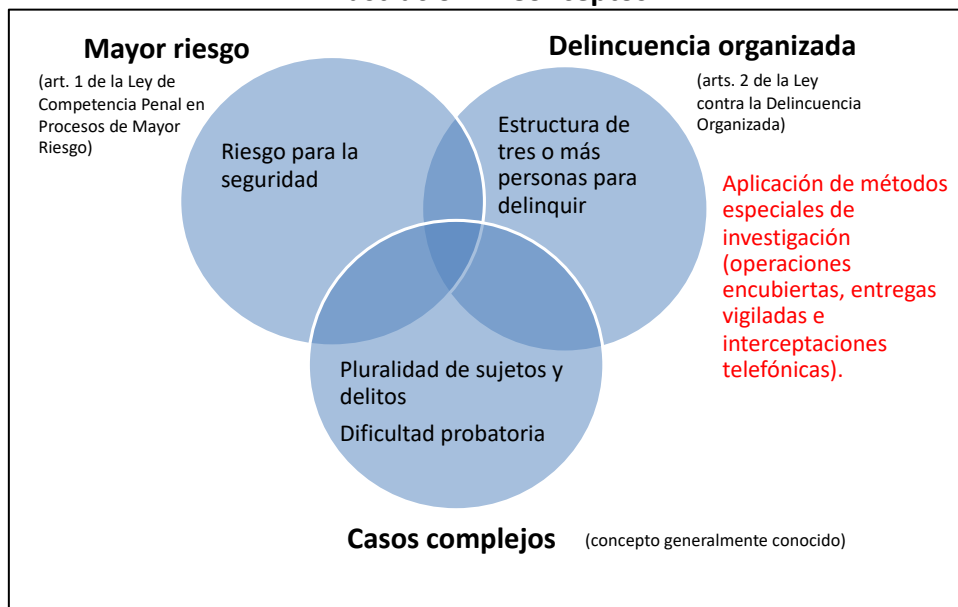 Mayor riesgo
(art. 1 de la Ley de
Competencia Penal en
Procesos de Mayor
Riesgo)
Delincuencia organizada
(arts. 2 de la Ley
contra la Delincuencia
Organizada)
Riesgo para la
seguridad
Estructura de
tres o más
personas para
delinquir
Aplicación de métodos
especiales de
investigación
(operaciones
encubiertas, entregas
vigiladas e
interceptaciones
telefónicas).
Pluralidad de sujetos y
delitos
Dificultad probatoria
Casos complejos (concepto generalmente conocido)